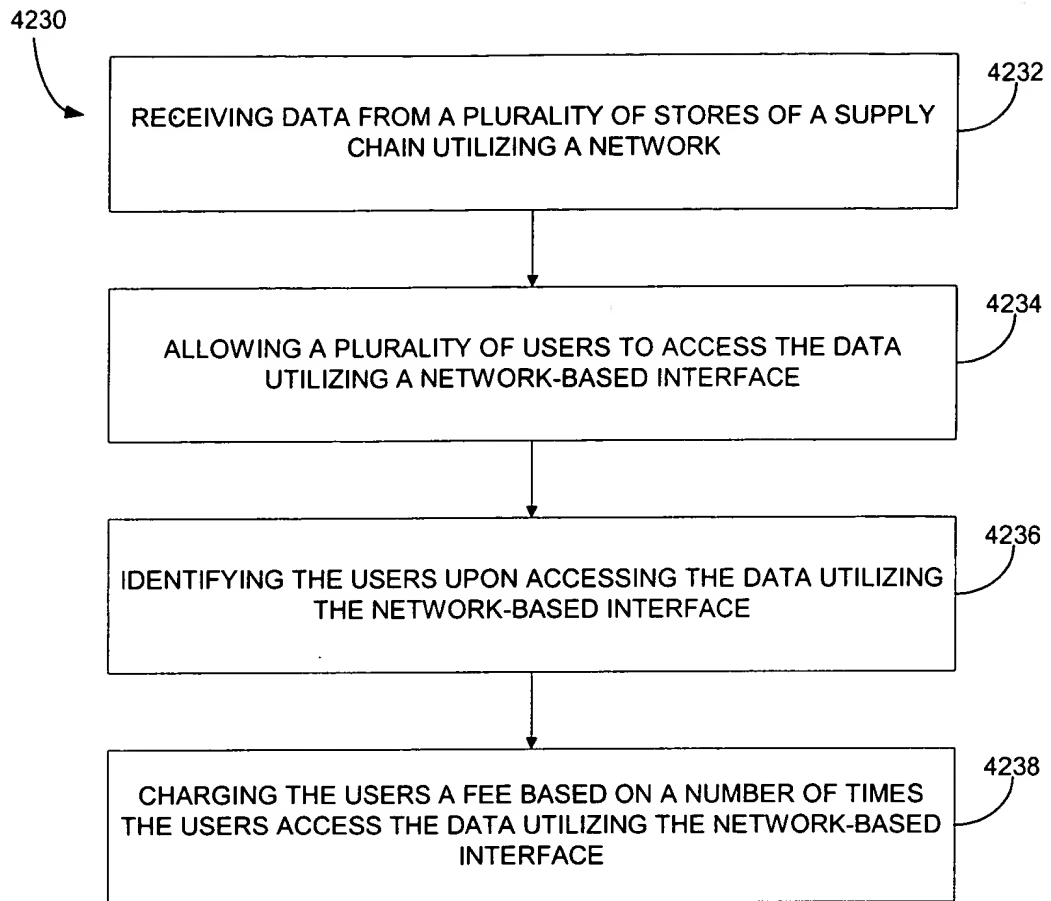 4230
4232
RECEIVING DATA FROM A PLURALITY OF STORES OF A SUPPLY
CHAIN UTILIZING A NETWORK
4234
ALLOWING A PLURALITY OF USERS TO ACCESS THE DATA
UTILIZING A NETWORK-BASED INTERFACE
4236
IDENTIFYING THE USERS UPON ACCESSING THE DATA UTILIZING
THE NETWORK-BASED INTERFACE
4238
CHARGING THE USERS A FEE BASED ON A NUMBER OF TIMES
THE USERS ACCESS THE DATA UTILIZING THE NETWORK-BASED
INTERFACE